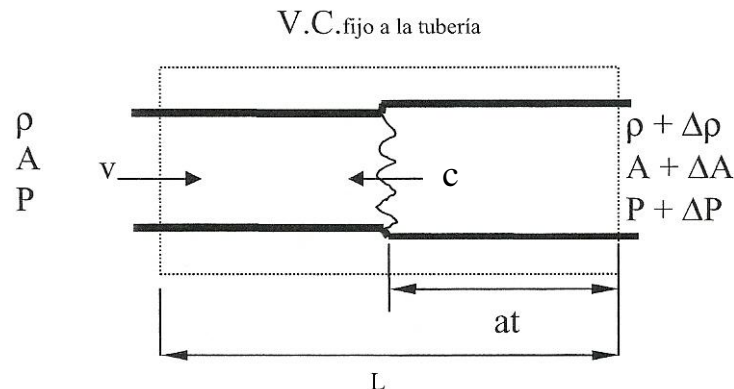 V.C.fijo a la tubería
ρ
A
P
v
c
ρ + Δρ
A + ΔA
P + ΔP
at
L